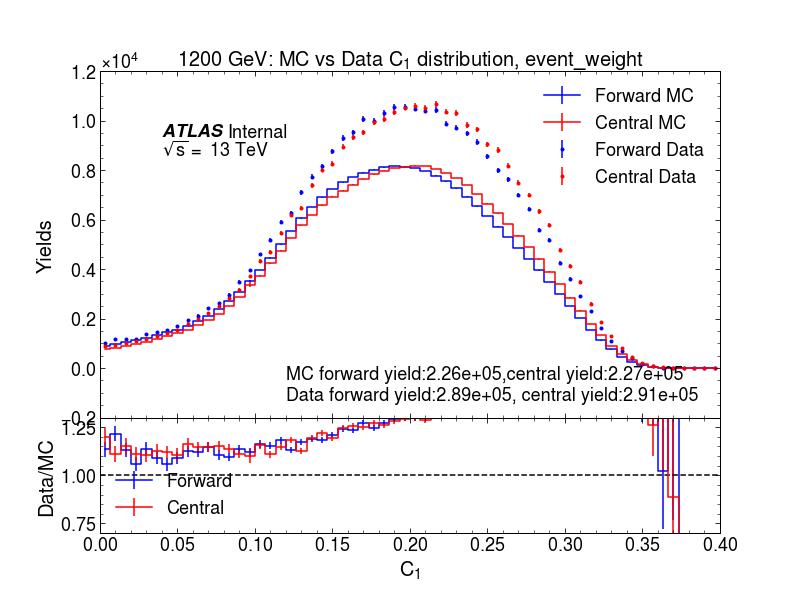 ×10⁴
1200 GeV: MC vs Data C₁ distribution, event_weight
1.2
1.0
0.8
0.6
0.4
0.2
0.0
0.2
Yields
ATLAS Internal
√s = 13 TeV
Forward MC
Central MC
Forward Data
Central Data
MC forward yield:2.26e+05,central yield:2.27e+05
Data forward yield:2.89e+05, central yield:2.91e+05
1.25
1.00
0.75
Data/MC
Forward
Central
0.00 0.05 0.10 0.15 0.20 0.25 0.30 0.35 0.40
C₁